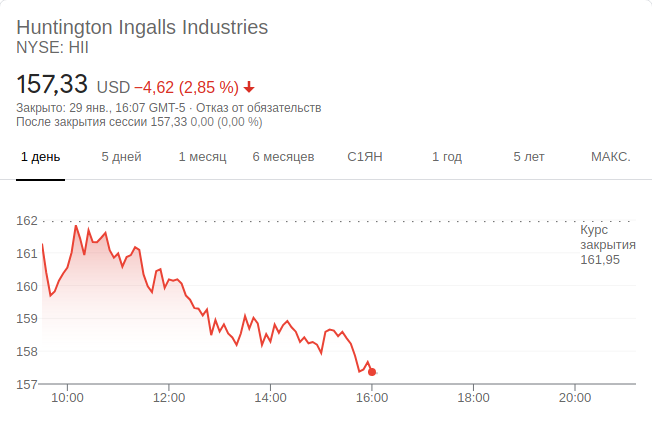 Huntington Ingalls Industries
NYSE: HII
157,33 USD −4,62 (2,85 %)
Закрыто: 29 янв., 16:07 GMT-5 · Отказ от обязательств
После закрытия сессии 157,33 0,00 (0,00 %)
1 день 5 дней 1 месяц 6 месяцев С1ЯН 1 год 5 лет МАКС.
162
Курс
закрытия
161,95
161
160
159
158
157
10:00 12:00 14:00 16:00 18:00 20:00